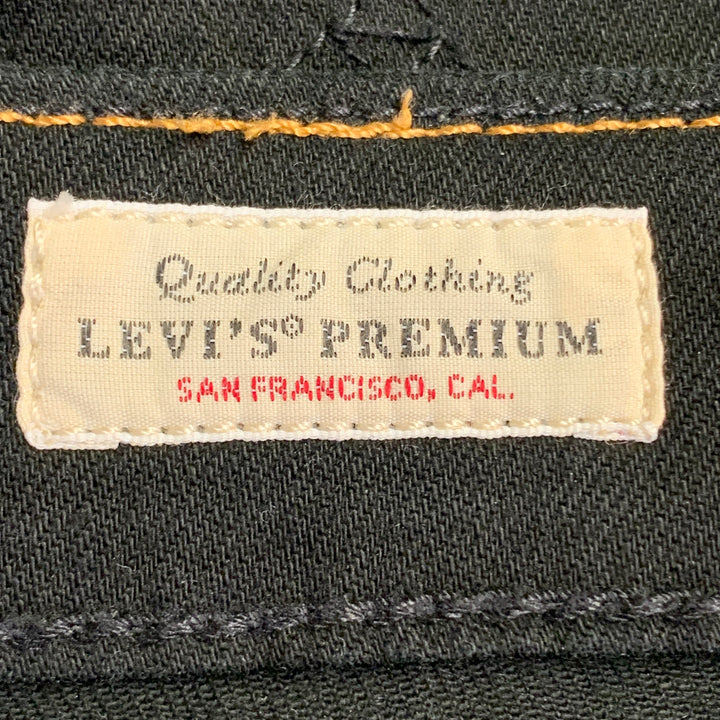 Quality Clothing
LEVI'S® PREMIUM
SAN FRANCISCO, CAL.